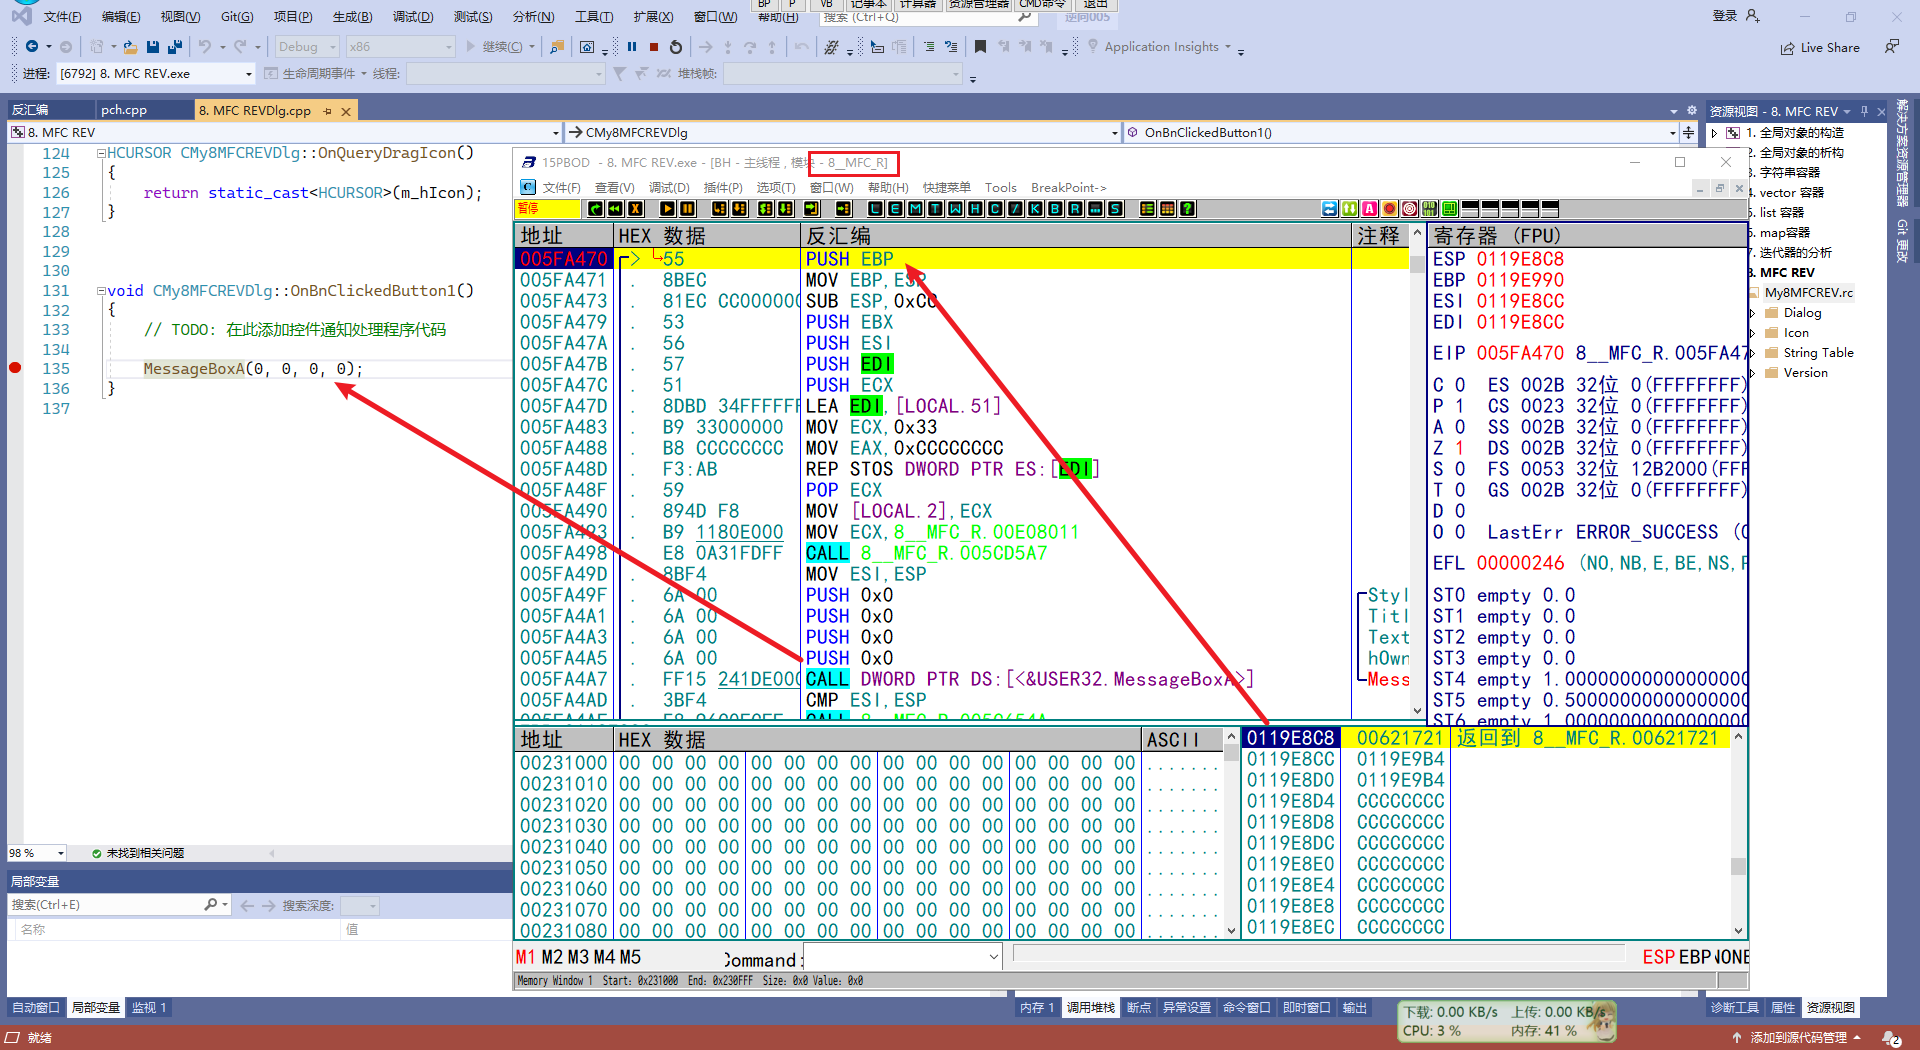 BP P VB 记事本 计算器 资源管理器 CMD命令 退出
文件(F) 编辑(E) 视图(V) Git(G) 项目(P) 生成(B) 调试(D) 测试(S) 分析(N) 工具(T) 扩展(X) 窗口(W) 帮助(H) 搜索 (Ctrl+Q) 逆向005 登录
Debug x86 继续(C) Application Insights Live Share
进程: [6792] 8. MFC REV.exe 生命周期事件 线程: 堆栈帧:
反汇编 pch.cpp 8. MFC REVDlg.cpp
8. MFC REV CMy8MFCREVDlg OnBnClickedButton1()
124 HCURSOR CMy8MFCREVDlg::OnQueryDragIcon()
125 {
126 return static_cast<HCURSOR>(m_hIcon);
127 }
128
129
130
131 void CMy8MFCREVDlg::OnBnClickedButton1()
132 {
133 // TODO: 在此添加控件通知处理程序代码
134
135 MessageBoxA(0, 0, 0, 0);
136 }
137
98 % 未找到相关问题
局部变量
搜索(Ctrl+E) 搜索深度:
名称 值
自动窗口 局部变量 监视 1
就绪
15PBOD - 8. MFC REV.exe - [BH - 主线程 , 模块 - 8__MFC_R]
文件(F) 查看(V) 调试(D) 插件(P) 选项(T) 窗口(W) 帮助(H) 快捷菜单 Tools BreakPoint->
暂停 L E M T W H C / K B R ... S ? A
地址 HEX 数据 反汇编 注释
005FA470 > 55 PUSH EBP
005FA471 . 8BEC MOV EBP,ESP
005FA473 . 81EC CC000000 SUB ESP,0xCC
005FA479 . 53 PUSH EBX
005FA47A . 56 PUSH ESI
005FA47B . 57 PUSH EDI
005FA47C . 51 PUSH ECX
005FA47D . 8DBD 34FFFFFF LEA EDI,[LOCAL.51]
005FA483 . B9 33000000 MOV ECX,0x33
005FA488 . B8 CCCCCCCC MOV EAX,0xCCCCCCCC
005FA48D . F3:AB REP STOS DWORD PTR ES:[EDI]
005FA48F . 59 POP ECX
005FA490 . 894D F8 MOV [LOCAL.2],ECX
005FA493 . B9 1180E000 MOV ECX,8__MFC_R.00E08011
005FA498 . E8 0A31FDFF CALL 8__MFC_R.005CD5A7
005FA49D . 8BF4 MOV ESI,ESP
005FA49F . 6A 00 PUSH 0x0 Styl
005FA4A1 . 6A 00 PUSH 0x0 Titl
005FA4A3 . 6A 00 PUSH 0x0 Text
005FA4A5 . 6A 00 PUSH 0x0 hOwn
005FA4A7 . FF15 241DE000 CALL DWORD PTR DS:[<&USER32.MessageBoxA>] Mess
005FA4AD . 3BF4 CMP ESI,ESP
寄存器 (FPU)
ESP 0119E8C8
EBP 0119E990
ESI 0119E8CC
EDI 0119E8CC
EIP 005FA470 8__MFC_R.005FA47
C 0 ES 002B 32位 0(FFFFFFFF)
P 1 CS 0023 32位 0(FFFFFFFF)
A 0 SS 002B 32位 0(FFFFFFFF)
Z 1 DS 002B 32位 0(FFFFFFFF)
S 0 FS 0053 32位 12B2000(FFF
T 0 GS 002B 32位 0(FFFFFFFF)
D 0
O 0 LastErr ERROR_SUCCESS (0
EFL 00000246 (NO,NB,E,BE,NS,P
ST0 empty 0.0
ST1 empty 0.0
ST2 empty 0.0
ST3 empty 0.0
ST4 empty 1.0000000000000000
ST5 empty 0.5000000000000000
ST6 empty 1.0000000000000000
地址 HEX 数据 ASCII
00231000 00 00 00 00 00 00 00 00 00 00 00 00 00 00 00 00 .......
00231010 00 00 00 00 00 00 00 00 00 00 00 00 00 00 00 00 .......
00231020 00 00 00 00 00 00 00 00 00 00 00 00 00 00 00 00 .......
00231030 00 00 00 00 00 00 00 00 00 00 00 00 00 00 00 00 .......
00231040 00 00 00 00 00 00 00 00 00 00 00 00 00 00 00 00 .......
00231050 00 00 00 00 00 00 00 00 00 00 00 00 00 00 00 00 .......
00231060 00 00 00 00 00 00 00 00 00 00 00 00 00 00 00 00 .......
00231070 00 00 00 00 00 00 00 00 00 00 00 00 00 00 00 00 .......
00231080 00 00 00 00 00 00 00 00 00 00 00 00 00 00 00 00 .......
0119E8C8 00621721 返回到 8__MFC_R.00621721
0119E8CC 0119E9B4
0119E8D0 0119E9B4
0119E8D4 CCCCCCCC
0119E8D8 CCCCCCCC
0119E8DC CCCCCCCC
0119E8E0 CCCCCCCC
0119E8E4 CCCCCCCC
0119E8E8 CCCCCCCC
0119E8EC CCCCCCCC
M1 M2 M3 M4 M5 Command: ESP EBP NONE
Memory Window 1 Start: 0x231000 End: 0x230FFF Size: 0x0 Value: 0x0
内存 1 调用堆栈 断点 异常设置 命令窗口 即时窗口 输出
资源视图 - 8. MFC REV
1. 全局对象的构造
2. 全局对象的析构
3. 字符串容器
4. vector 容器
5. list 容器
6. map容器
7. 迭代器的分析
8. MFC REV
My8MFCREV.rc
Dialog
Icon
String Table
Version
解决方案资源管理器
Git 更改
诊断工具 属性 资源视图
下载: 0.00 KB/s 上传: 0.00 KB/s
CPU: 3 % 内存: 41 %
添加到源代码管理 2